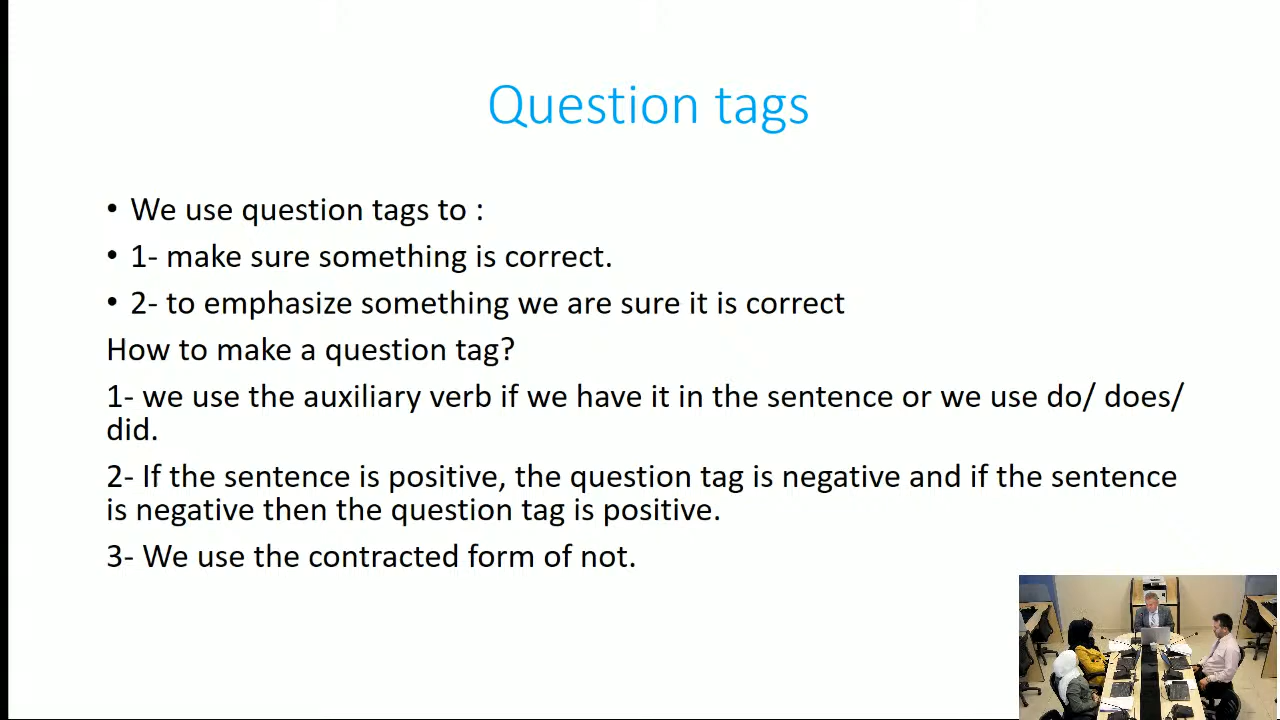 Question tags
• We use question tags to :
• 1- make sure something is correct.
• 2- to emphasize something we are sure it is correct
How to make a question tag?
1- we use the auxiliary verb if we have it in the sentence or we use do/ does/
did.
2- If the sentence is positive, the question tag is negative and if the sentence
is negative then the question tag is positive.
3- We use the contracted form of not.